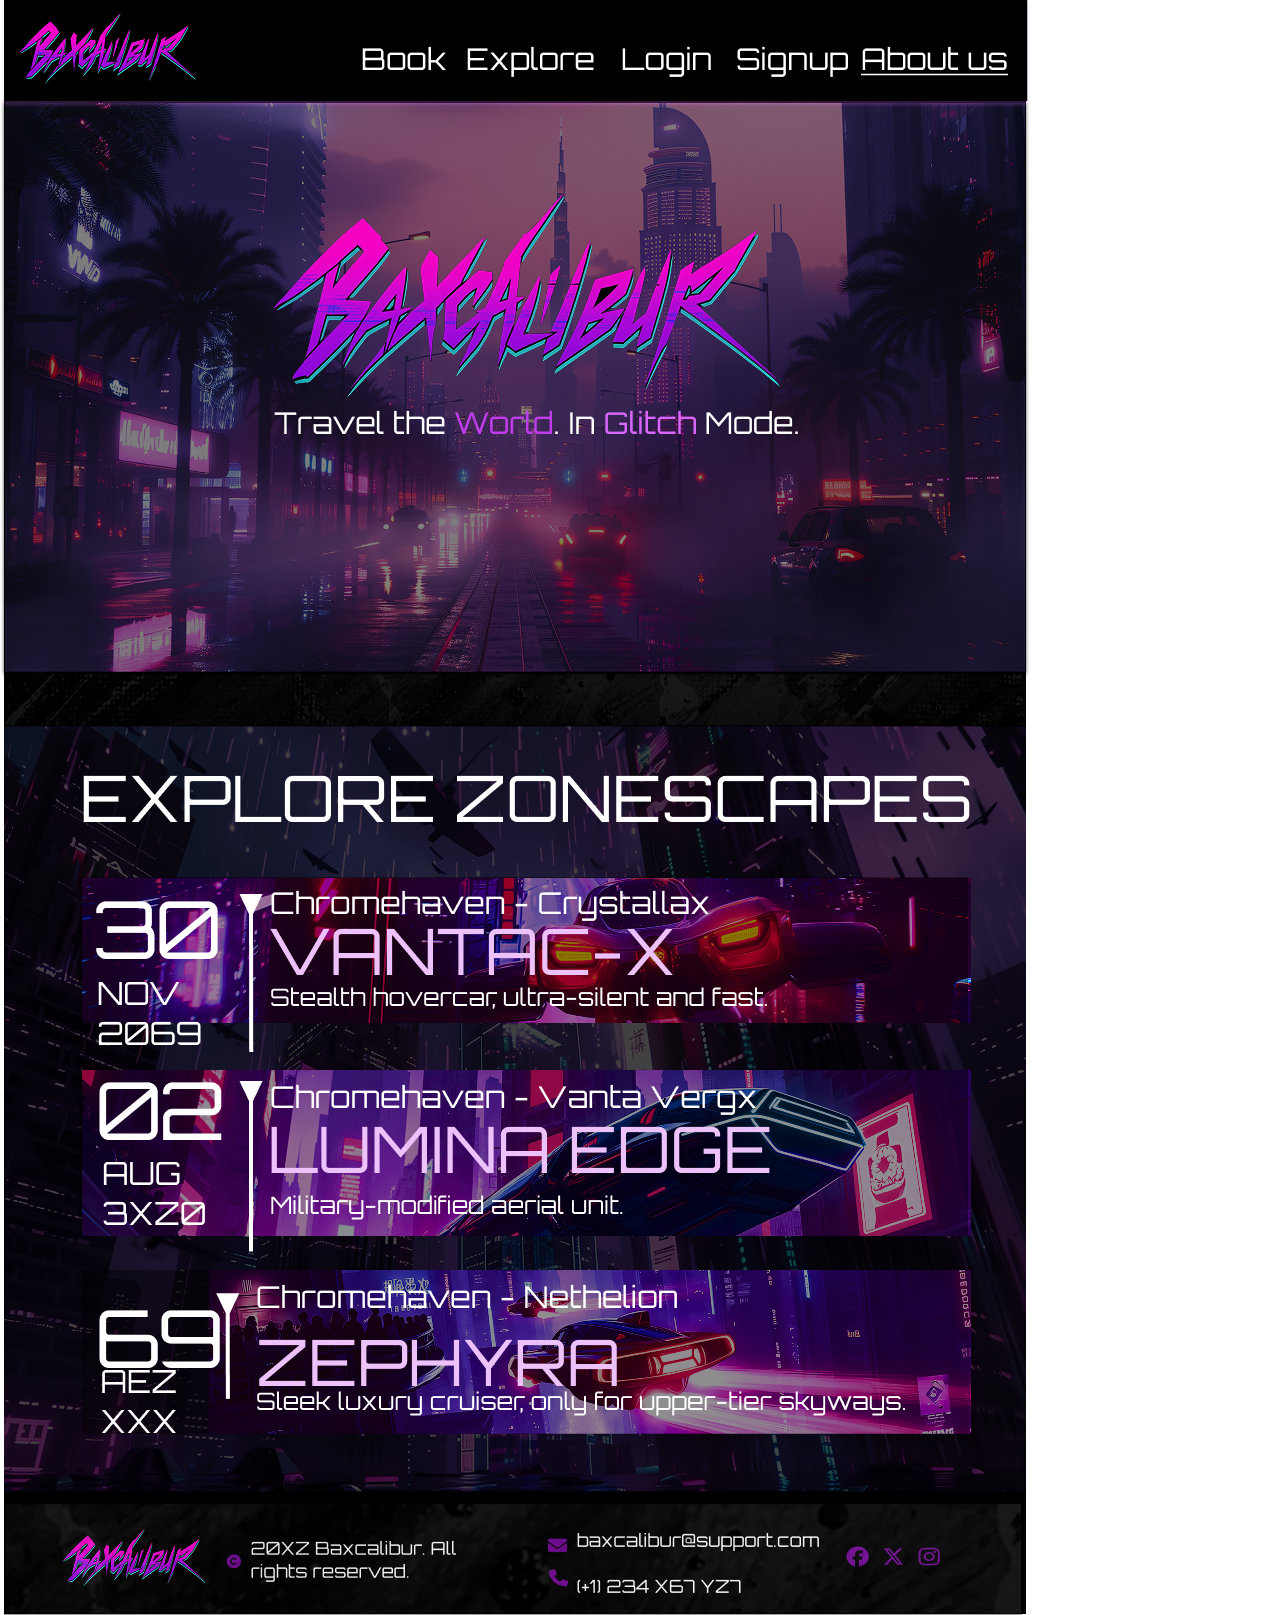 BAXCALIBUR
Book Explore Login Signup About us
BAXCALIBUR
Travel the World. In Glitch Mode.
EXPLORE ZONESCAPES
30
NOV
2069
Chromehaven - Crystallax
VANTAC-X
Stealth hovercar, ultra-silent and fast.
02
AUG
3XZ0
Chromehaven - Vanta Vergx
LUMINA EDGE
Military-modified aerial unit.
69
AEZ
XXX
Chromehaven - Nethelion
ZEPHYRA
Sleek luxury cruiser, only for upper-tier skyways.
BAXCALIBUR
20XZ Baxcalibur. All
rights reserved.
baxcalibur@support.com
(+1) 234 X67 YZ7